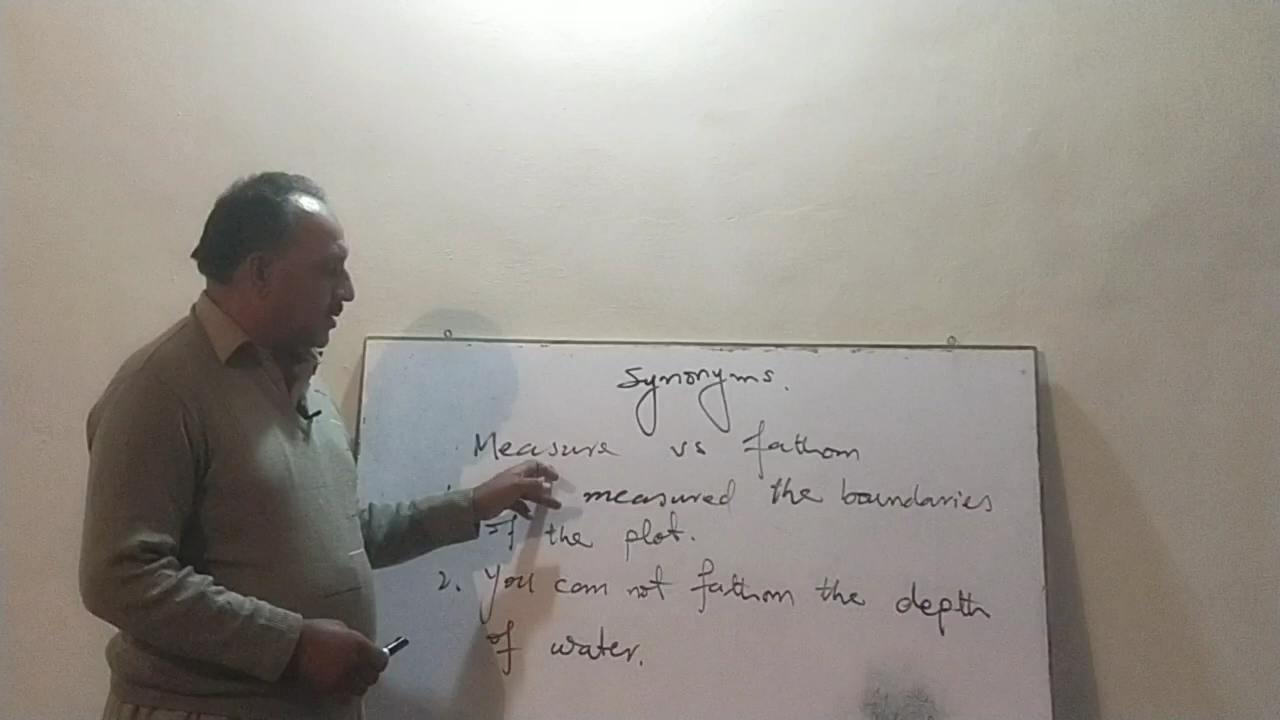 Synonyms.
Measure vs fathom
measured the boundaries
of the plot.
2. You can not fathom the depth
of water.